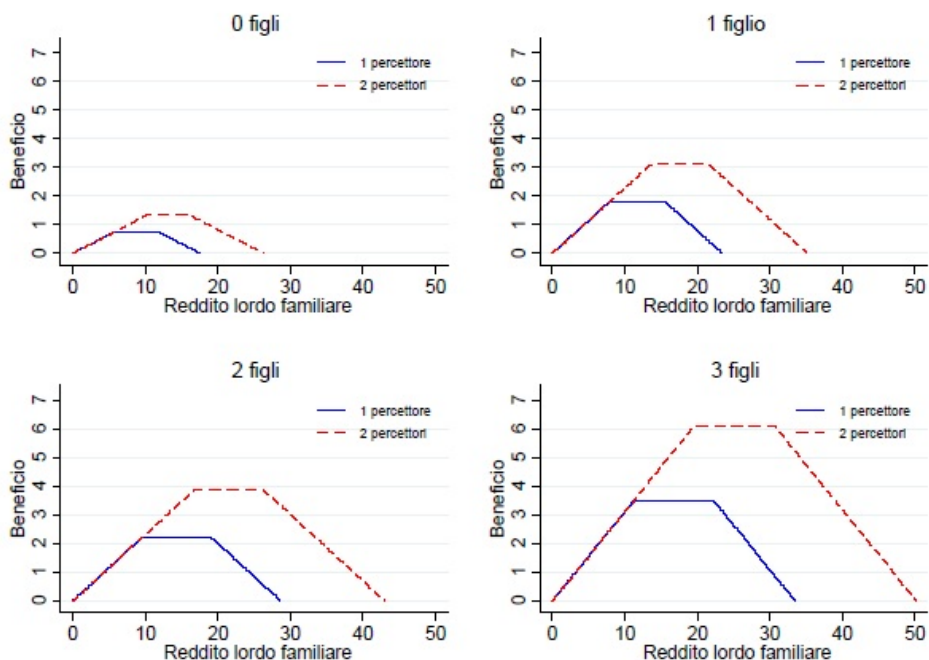 0 figli
7
6
5
4
3
2
1
0
Beneficio
1 percettore
2 percettori
0 10 20 30 40 50
Reddito lordo familiare
1 figlio
7
6
5
4
3
2
1
0
Beneficio
1 percettore
2 percettori
0 10 20 30 40 50
Reddito lordo familiare
2 figli
7
6
5
4
3
2
1
0
Beneficio
1 percettore
2 percettori
0 10 20 30 40 50
Reddito lordo familiare
3 figli
7
6
5
4
3
2
1
0
Beneficio
1 percettore
2 percettori
0 10 20 30 40 50
Reddito lordo familiare